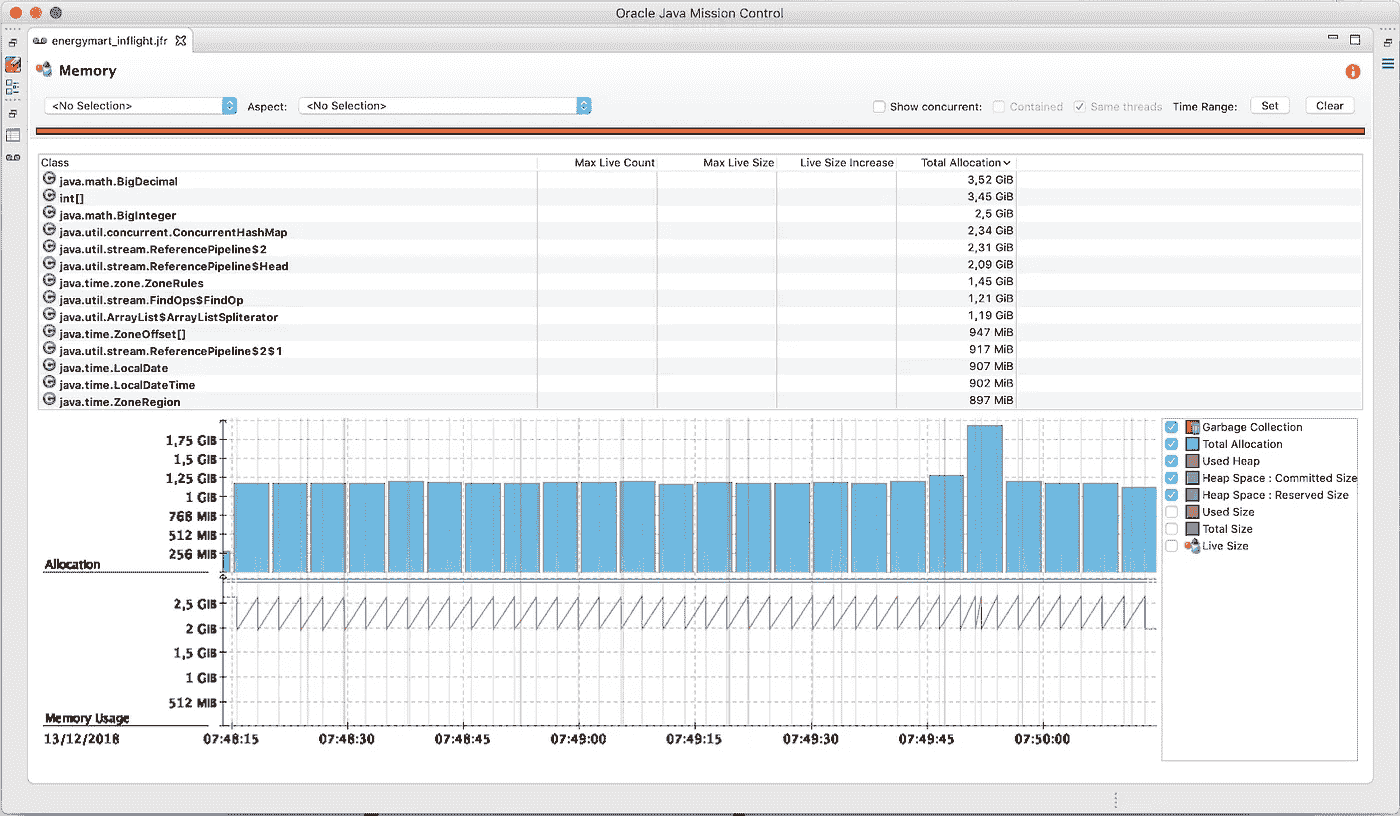 Oracle Java Mission Control
energymart_inflight.jfr
Memory
<No Selection> Aspect: <No Selection> Show concurrent: Contained Same threads Time Range: Set Clear
Class Max Live Count Max Live Size Live Size Increase Total Allocation
java.math.BigDecimal 3,52 GiB
int[] 3,45 GiB
java.math.BigInteger 2,5 GiB
java.util.concurrent.ConcurrentHashMap 2,34 GiB
java.util.stream.ReferencePipeline$2 2,31 GiB
java.util.stream.ReferencePipeline$Head 2,09 GiB
java.time.zone.ZoneRules 1,45 GiB
java.util.stream.FindOps$FindOp 1,21 GiB
java.util.ArrayList$ArrayListSpliterator 1,19 GiB
java.time.ZoneOffset[] 947 MiB
java.util.stream.ReferencePipeline$2$1 917 MiB
java.time.LocalDate 907 MiB
java.time.LocalDateTime 902 MiB
java.time.ZoneRegion 897 MiB
1,75 GiB
1,5 GiB
1,25 GiB
1 GiB
768 MiB
512 MiB
256 MiB
Allocation
2,5 GiB
2 GiB
1,5 GiB
1 GiB
512 MiB
Memory Usage
13/12/2018 07:48:15 07:48:30 07:48:45 07:49:00 07:49:15 07:49:30 07:49:45 07:50:00
Garbage Collection
Total Allocation
Used Heap
Heap Space : Committed Size
Heap Space : Reserved Size
Used Size
Total Size
Live Size